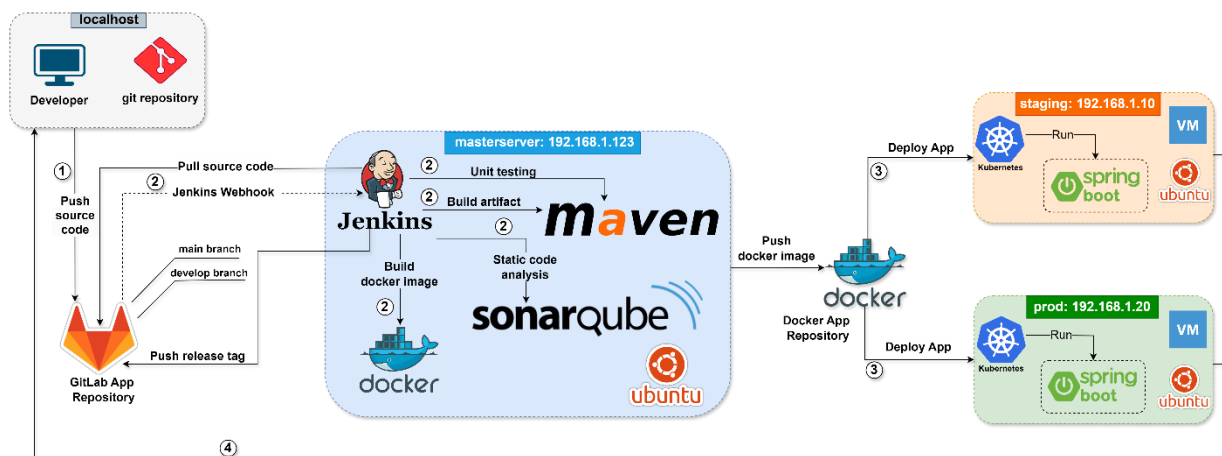 localhost
Developer
git repository
1
Push
source
code
Pull source code
2
Jenkins Webhook
main branch
develop branch
GitLab App
Repository
Push release tag
4
masterserver: 192.168.1.123
Jenkins
2
Unit testing
2
Build artifact
maven
2
Static code
analysis
sonarqube
Build
docker image
2
docker
ubuntu
Push
docker image
docker
Docker App
Repository
3
Deploy App
3
Deploy App
staging: 192.168.1.10
Kubernetes
Run
spring
boot
VM
ubuntu
prod: 192.168.1.20
Kubernetes
Run
spring
boot
VM
ubuntu